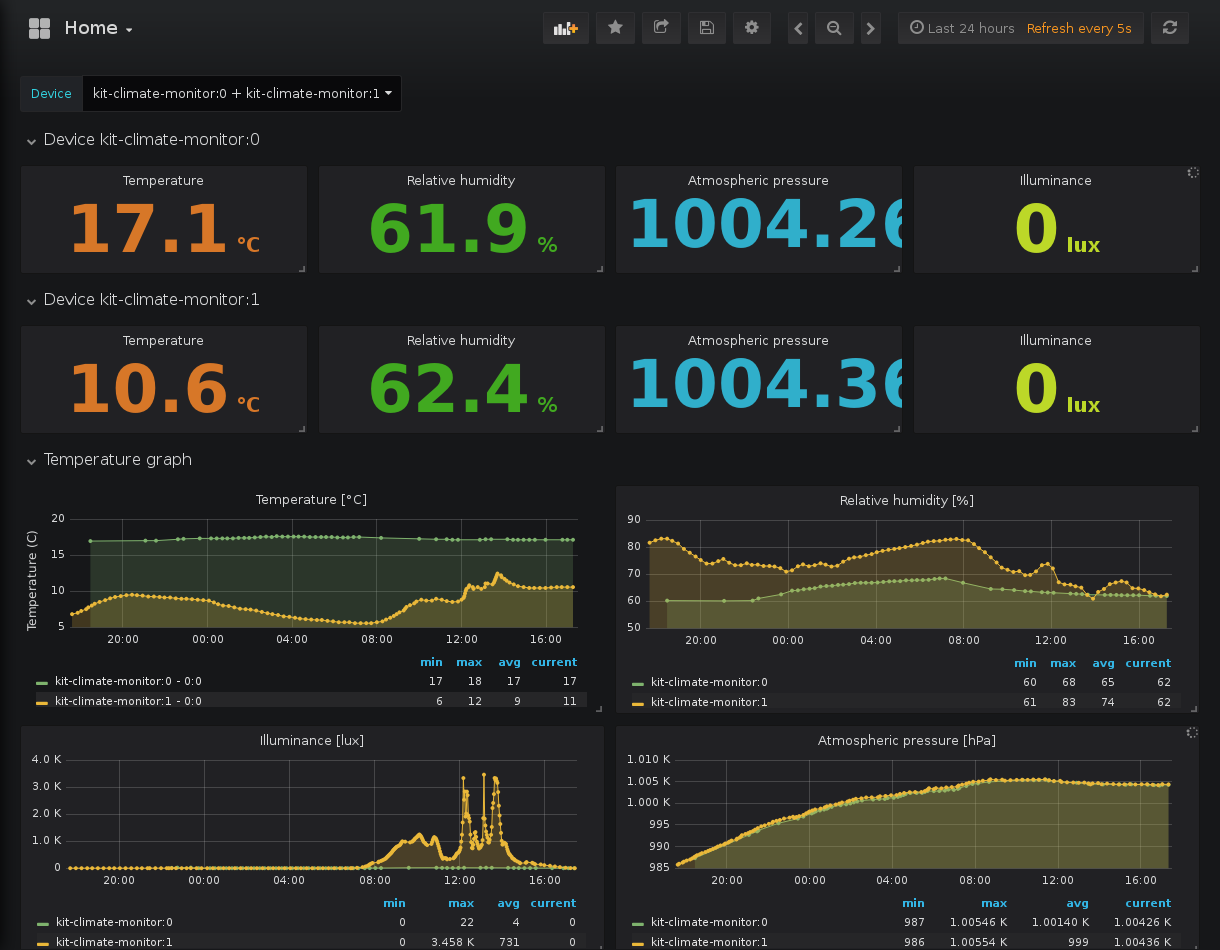 Home
Last 24 hours Refresh every 5s
Device kit-climate-monitor:0 + kit-climate-monitor:1
Device kit-climate-monitor:0
Temperature Relative humidity Atmospheric pressure Illuminance
17.1 °C 61.9 % 1004.26 0 lux
Device kit-climate-monitor:1
Temperature Relative humidity Atmospheric pressure Illuminance
10.6 °C 62.4 % 1004.36 0 lux
Temperature graph
Temperature [°C]
Temperature (C)
20
15
10
5
20:00 00:00 04:00 08:00 12:00 16:00
min max avg current
kit-climate-monitor:0 - 0:0 17 18 17 17
kit-climate-monitor:1 - 0:0 6 12 9 11
Relative humidity [%]
90
80
70
60
50
20:00 00:00 04:00 08:00 12:00 16:00
min max avg current
kit-climate-monitor:0 60 68 65 62
kit-climate-monitor:1 61 83 74 62
Illuminance [lux]
4.0 K
3.0 K
2.0 K
1.0 K
0
20:00 00:00 04:00 08:00 12:00 16:00
min max avg current
kit-climate-monitor:0 0 22 4 0
kit-climate-monitor:1 0 3.458 K 731 0
Atmospheric pressure [hPa]
1.010 K
1.005 K
1.000 K
995
990
985
20:00 00:00 04:00 08:00 12:00 16:00
min max avg current
kit-climate-monitor:0 987 1.00546 K 1.00140 K 1.00426 K
kit-climate-monitor:1 986 1.00554 K 999 1.00436 K